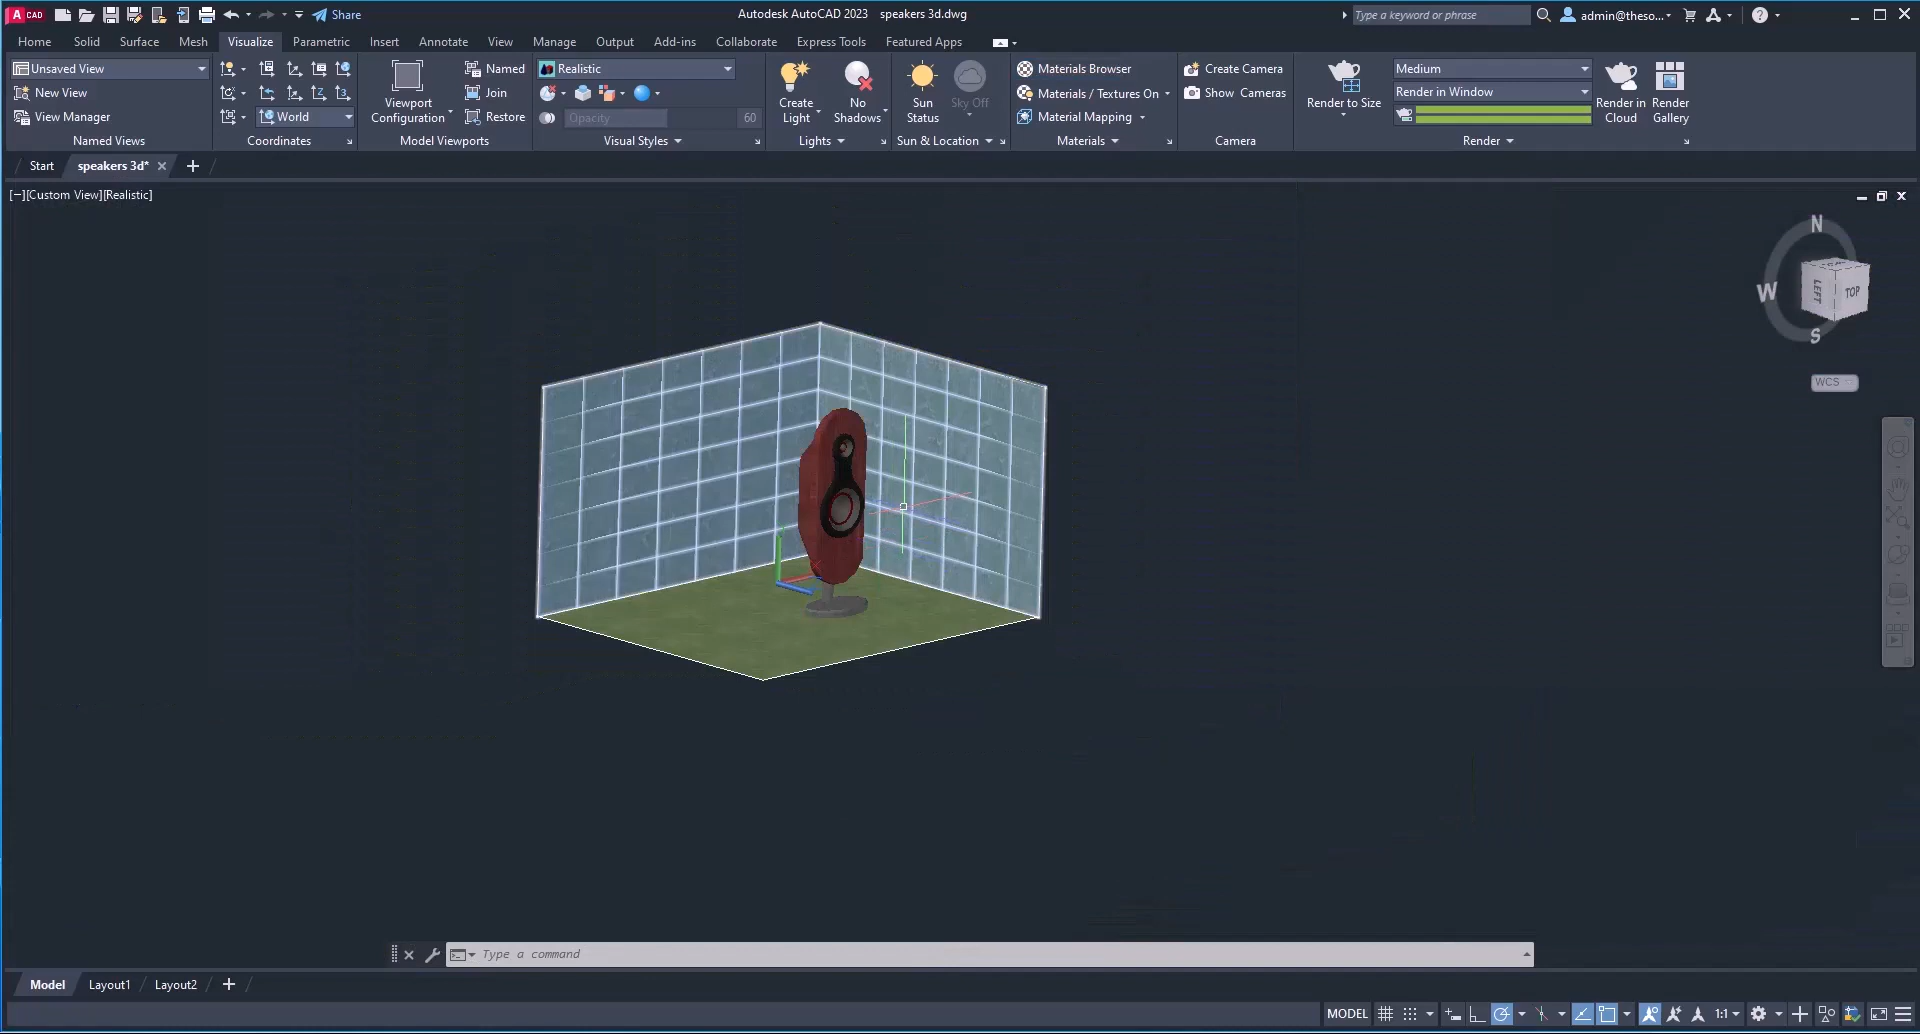 A CAD
Share
Autodesk AutoCAD 2023 speakers 3d.dwg
Type a keyword or phrase
admin@theso...
Home Solid Surface Mesh Visualize Parametric Insert Annotate View Manage Output Add-ins Collaborate Express Tools Featured Apps
Unsaved View
New View
View Manager
Named Views
World
Coordinates
Viewport
Configuration
Named
Join
Restore
Model Viewports
Realistic
Opacity 60
Visual Styles
Create
Light
No
Shadows
Lights
Sun
Status
Sky Off
Sun & Location
Materials Browser
Materials / Textures On
Material Mapping
Materials
Create Camera
Show Cameras
Camera
Render to Size
Medium
Render in Window
Render in
Cloud
Render
Gallery
Render
Start speakers 3d*
[−][Custom View][Realistic]
N
W
S
LEFT
TOP
WCS
X
Type a command
Model Layout1 Layout2
MODEL
1:1